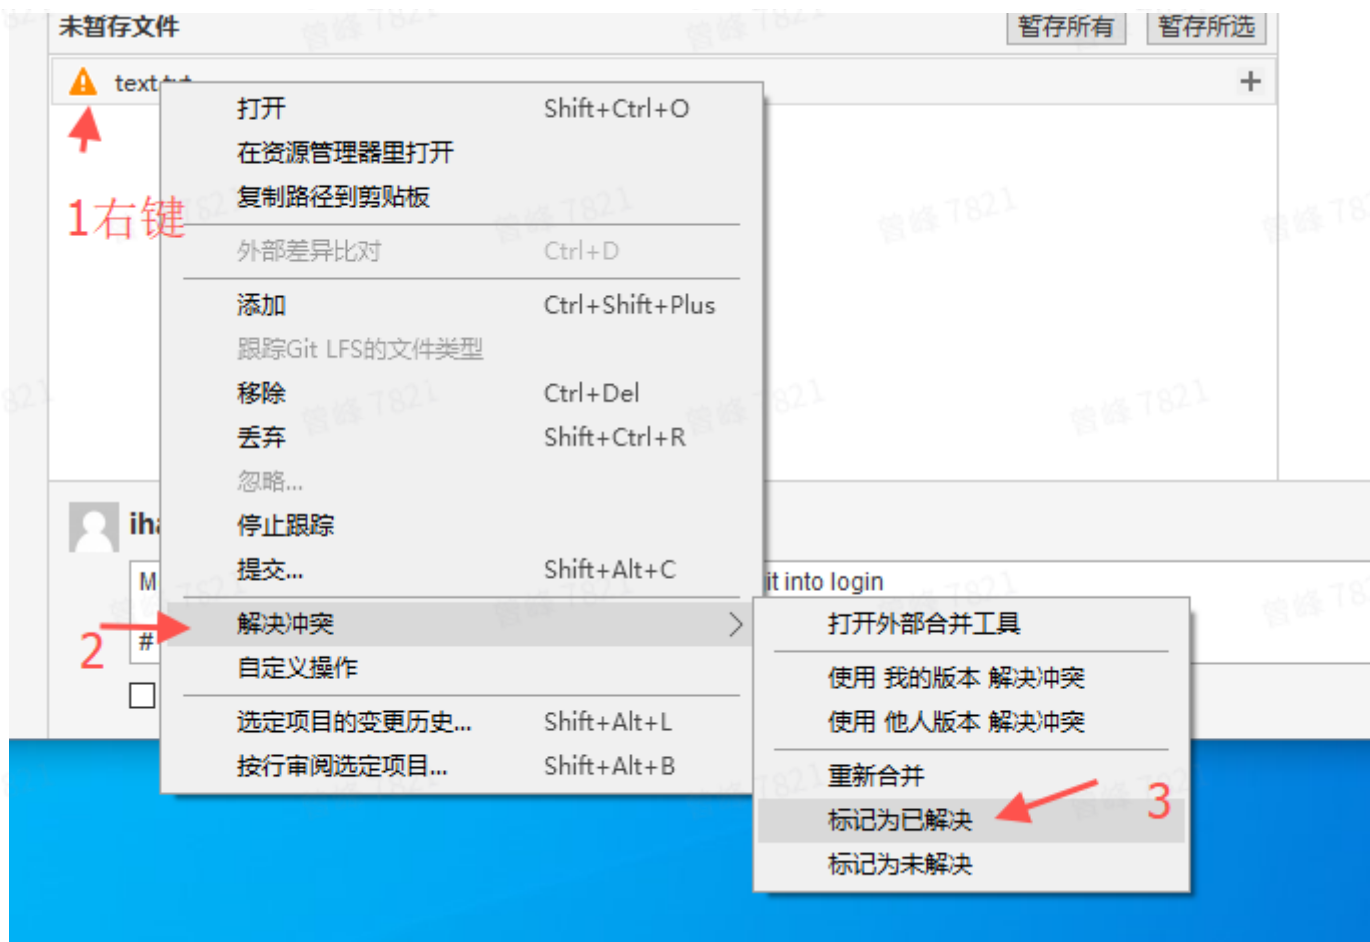 未暂存文件 暂存所有 暂存所选
text.txt
1右键
打开 Shift+Ctrl+O
在资源管理器里打开
复制路径到剪贴板
外部差异比对 Ctrl+D
添加 Ctrl+Shift+Plus
跟踪Git LFS的文件类型
移除 Ctrl+Del
丢弃 Shift+Ctrl+R
忽略...
停止跟踪
提交... Shift+Alt+C
iha
M
it into login
2
#
解决冲突
自定义操作
选定项目的变更历史... Shift+Alt+L
按行审阅选定项目... Shift+Alt+B
打开外部合并工具
使用 我的版本 解决冲突
使用 他人版本 解决冲突
重新合并
标记为已解决
3
标记为未解决
曾峰 7821